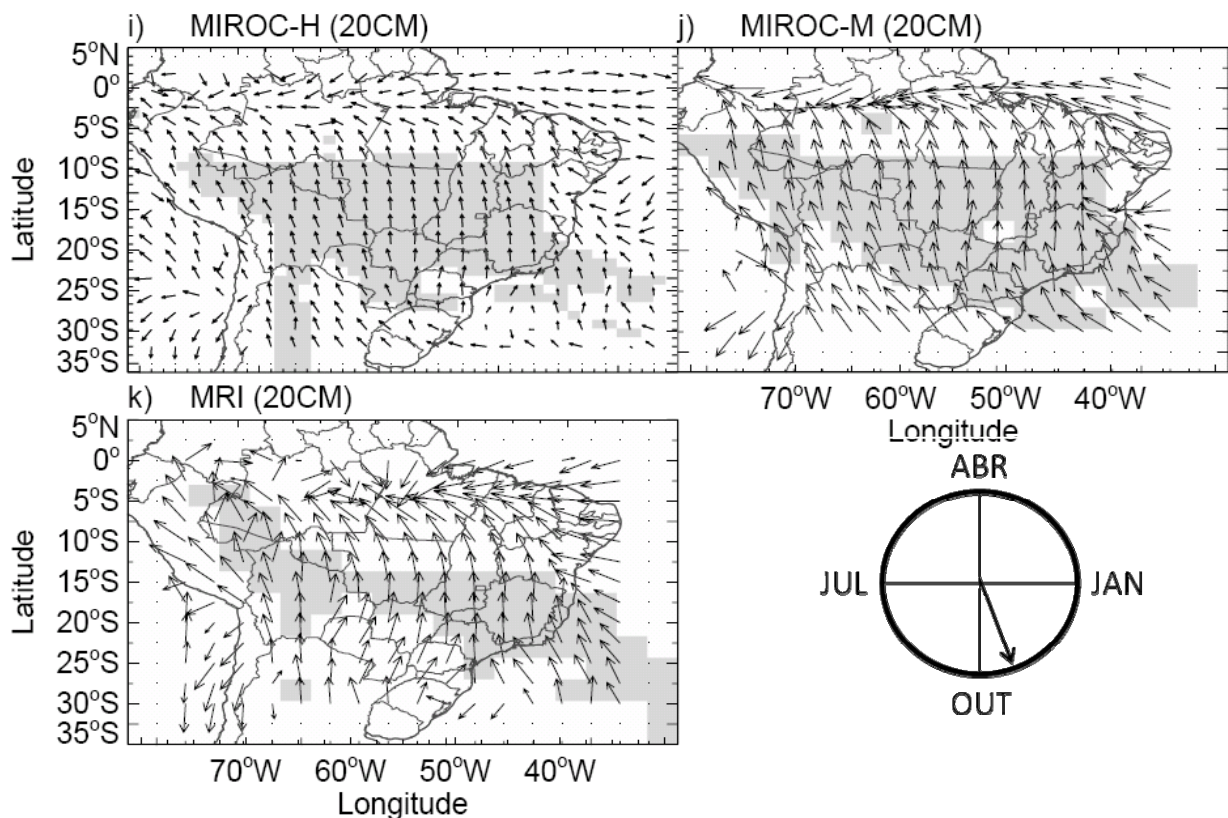 i) MIROC-H (20CM)
j) MIROC-M (20CM)
5°N
0°
5°S
10°S
15°S
20°S
25°S
30°S
35°S
Latitude
70°W 60°W 50°W 40°W
Longitude
k) MRI (20CM)
5°N
0°
5°S
10°S
15°S
20°S
25°S
30°S
35°S
Latitude
70°W 60°W 50°W 40°W
Longitude
ABR
JUL JAN
OUT